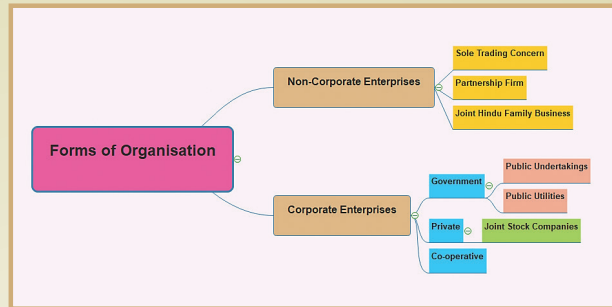 Forms of Organisation
Non-Corporate Enterprises
Sole Trading Concern
Partnership Firm
Joint Hindu Family Business
Corporate Enterprises
Government
Public Undertakings
Public Utilities
Private
Joint Stock Companies
Co-operative